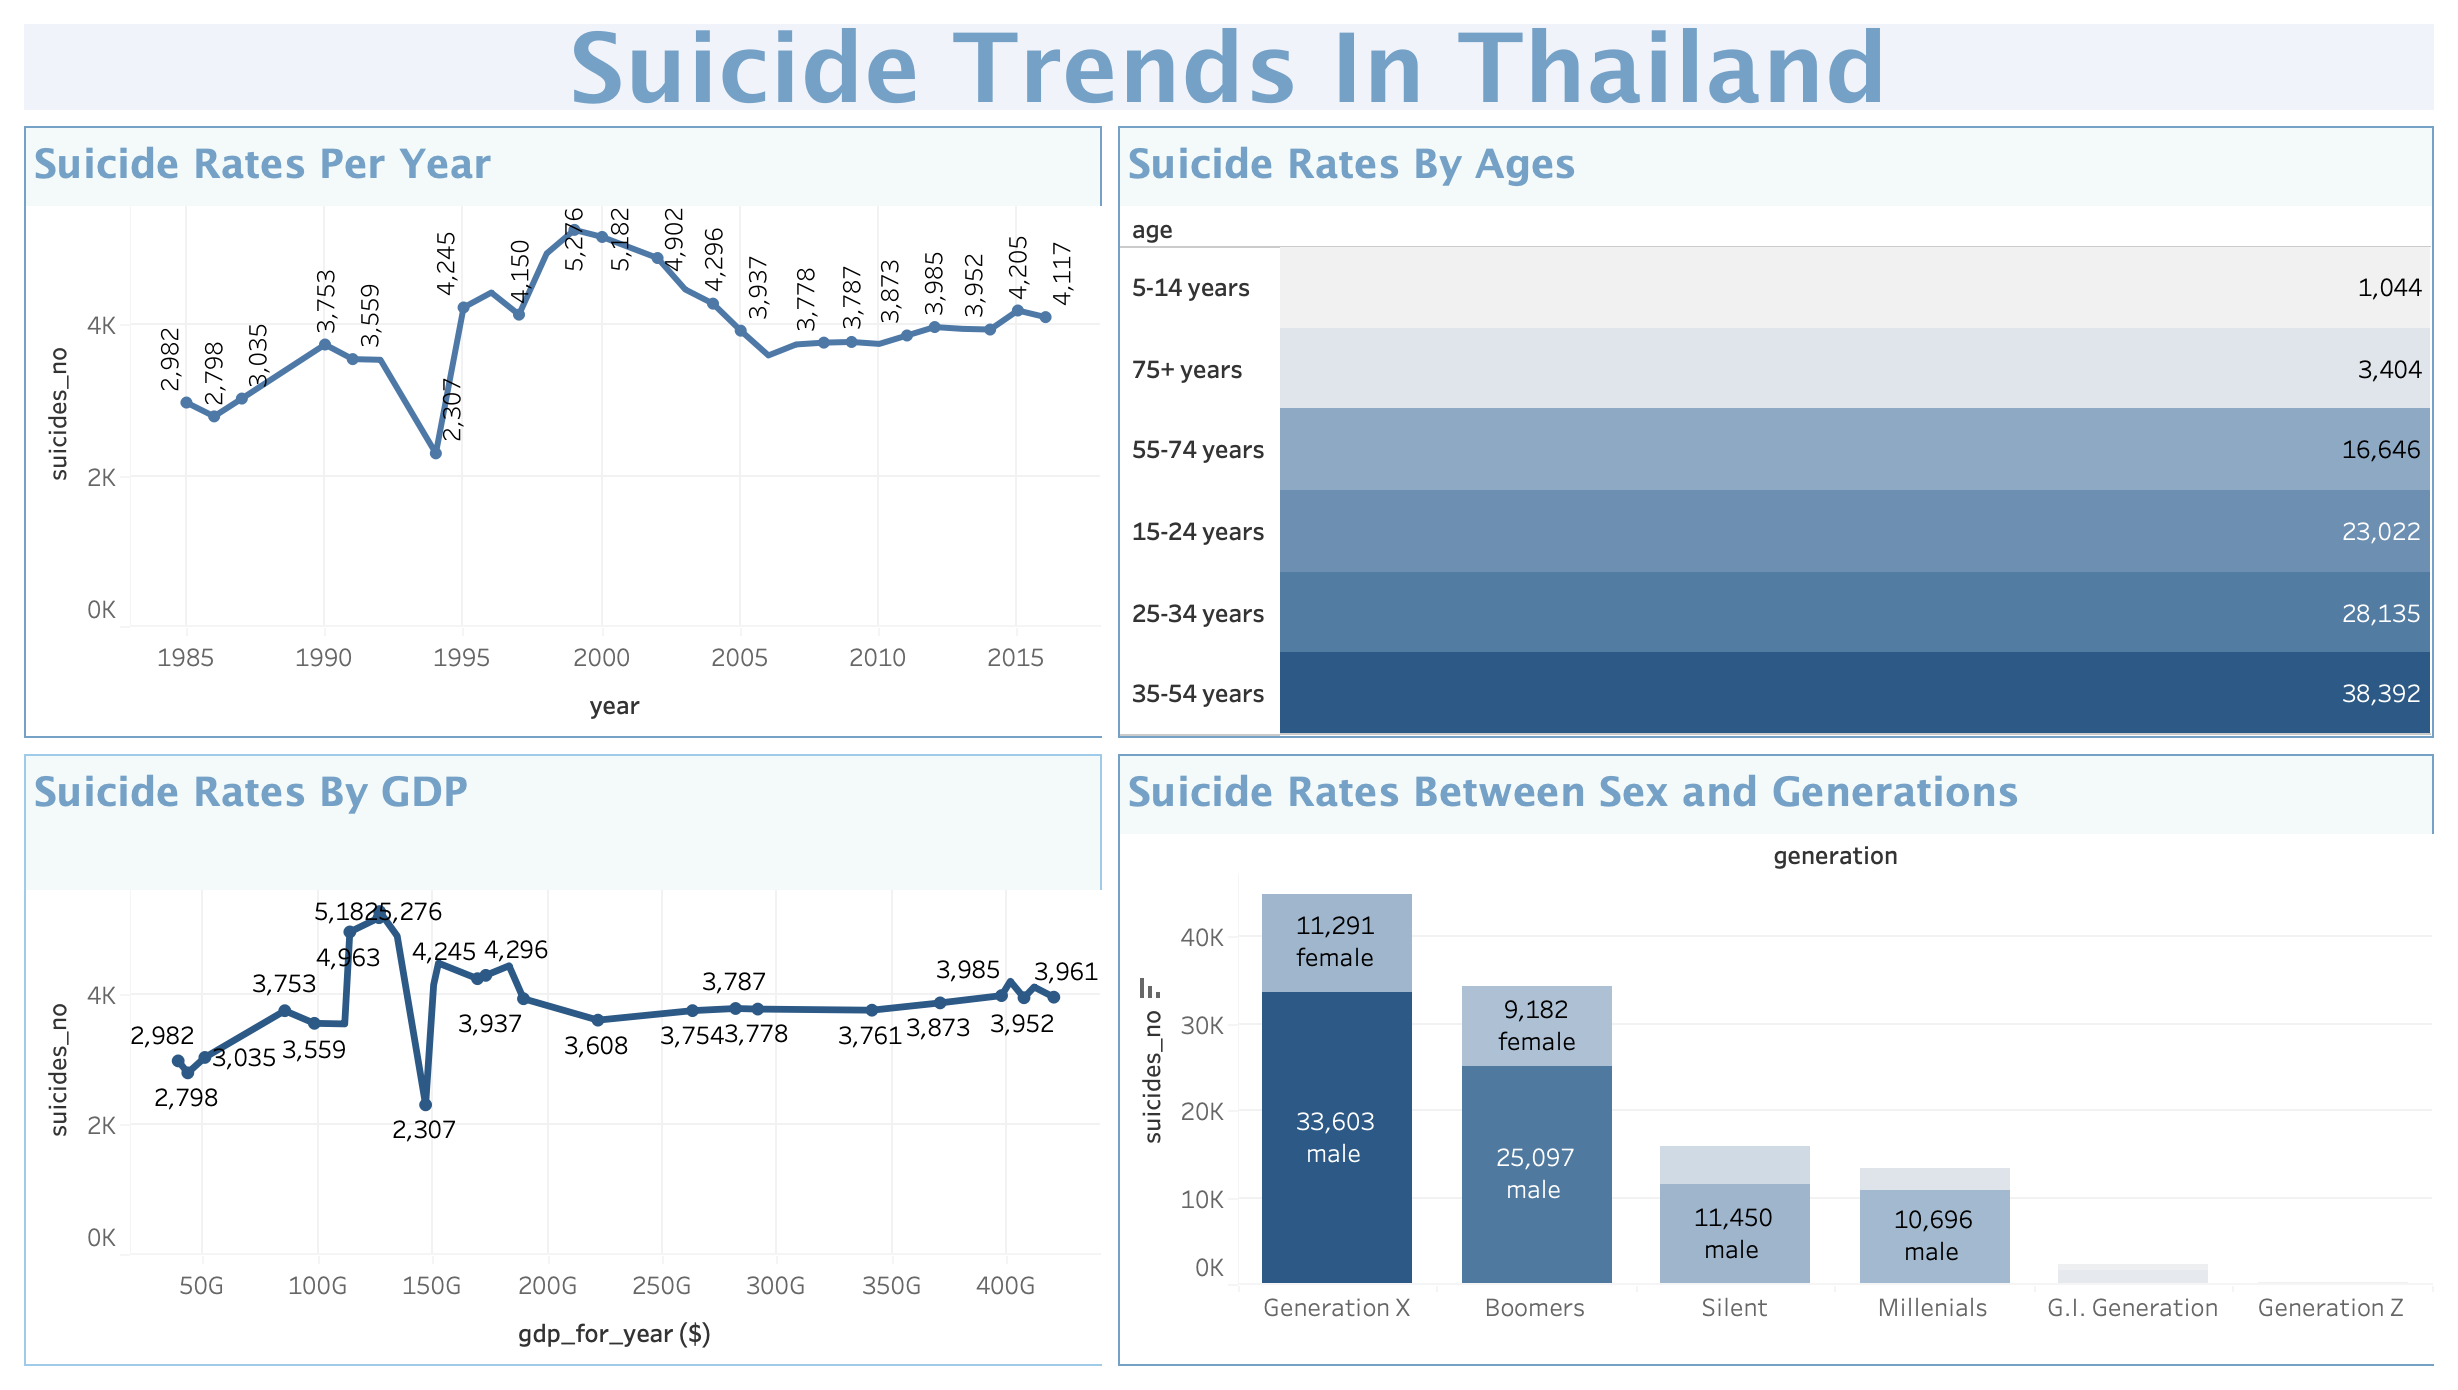 Suicide Trends In Thailand
Suicide Rates Per Year
suicides_no
4K
2K
0K
2,982
2,798
3,035
3,753
3,559
2,307
4,245
4,150
5,276
5,182
4,902
4,296
3,937
3,778
3,787
3,873
3,985
3,952
4,205
4,117
1985 1990 1995 2000 2005 2010 2015
year
Suicide Rates By Ages
age
5-14 years 1,044
75+ years 3,404
55-74 years 16,646
15-24 years 23,022
25-34 years 28,135
35-54 years 38,392
Suicide Rates By GDP
suicides_no
4K
2K
0K
2,982
2,798
3,035
3,753
3,559
5,182
5,276
4,963
2,307
4,245
4,296
3,937
3,608
3,754
3,787
3,778
3,761
3,873
3,985
3,952
3,961
50G 100G 150G 200G 250G 300G 350G 400G
gdp_for_year ($)
Suicide Rates Between Sex and Generations
generation
suicides_no
40K
30K
20K
10K
0K
11,291
female
33,603
male
9,182
female
25,097
male
11,450
male
10,696
male
Generation X Boomers Silent Millenials G.I. Generation Generation Z